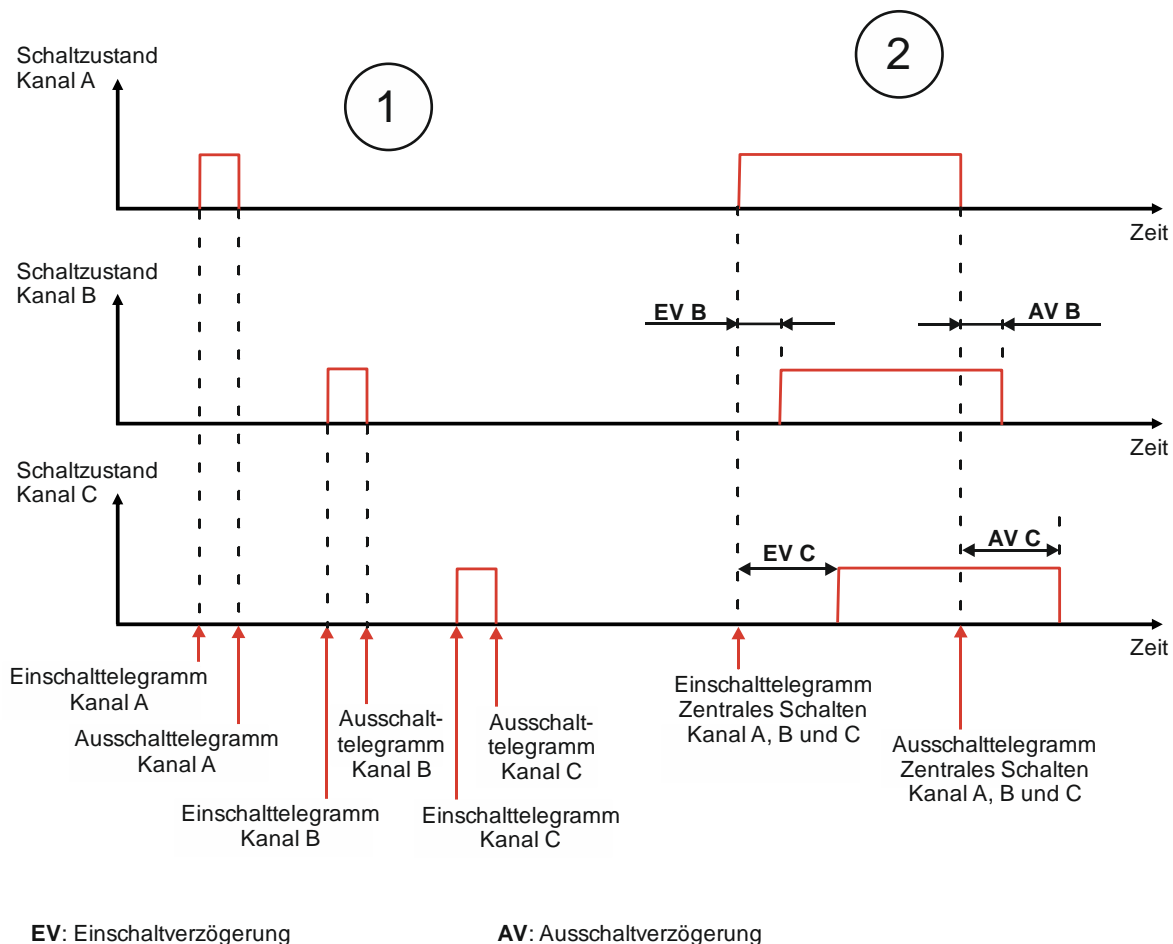 Schaltzustand
Kanal A
1
2
Zeit
Schaltzustand
Kanal B
EV B
AV B
Zeit
Schaltzustand
Kanal C
EV C
AV C
Zeit
Einschalttelegramm
Kanal A
Ausschalttelegramm
Kanal A
Einschalttelegramm
Kanal B
Ausschalt-
telegramm
Kanal B
Einschalttelegramm
Kanal C
Ausschalt-
telegramm
Kanal C
Einschalttelegramm
Zentrales Schalten
Kanal A, B und C
Ausschalttelegramm
Zentrales Schalten
Kanal A, B und C
EV: Einschaltverzögerung
AV: Ausschaltverzögerung